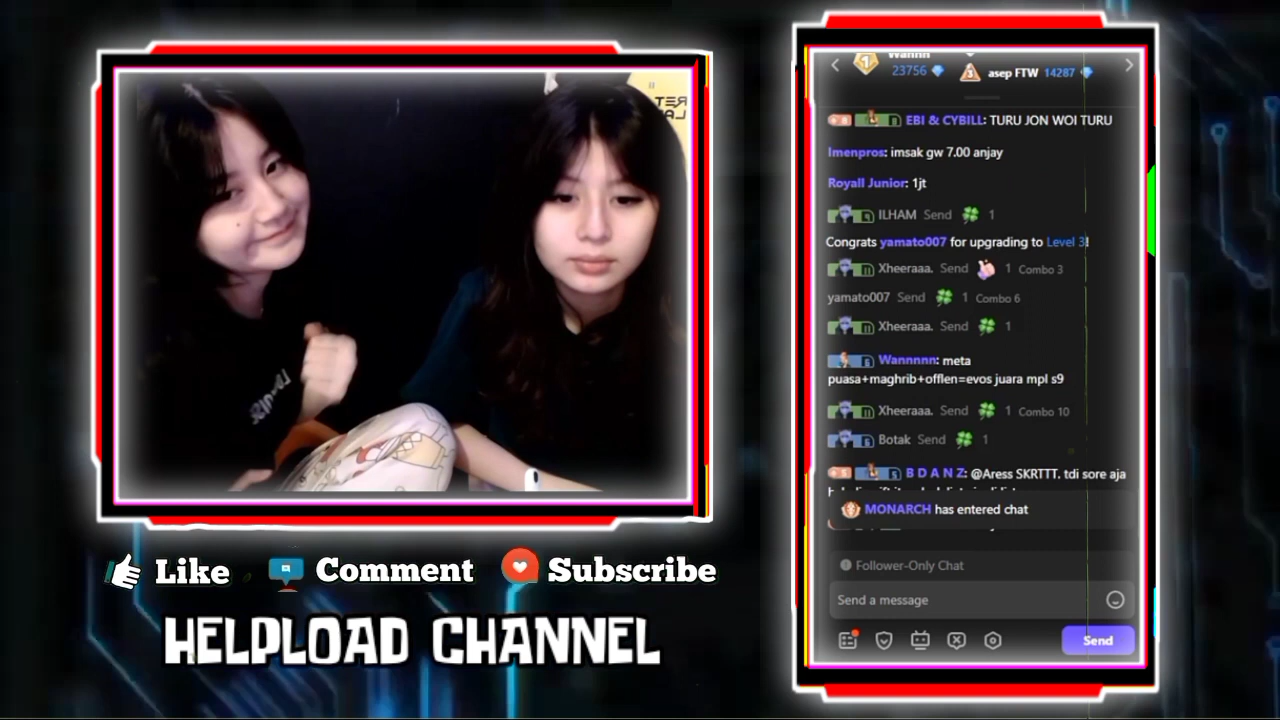 Wannn
23756
3
asep FTW 14287
EBI & CYBILL: TURU JON WOI TURU
Imenpros: imsak gw 7.00 anjay
Royall Junior: 1jt
ILHAM Send 1
Congrats yamato007 for upgrading to Level 3!
Xheeraaa. Send 1 Combo 3
yamato007 Send 1 Combo 6
Xheeraaa. Send 1
Wannnnn: meta
puasa+maghrib+offlen=evos juara mpl s9
Xheeraaa. Send 1 Combo 10
Botak Send 1
B D A N Z: @Aress SKRTTT. tdi sore aja
MONARCH has entered chat
Follower-Only Chat
Send a message
Send
Like Comment Subscribe
HELPLOAD CHANNEL